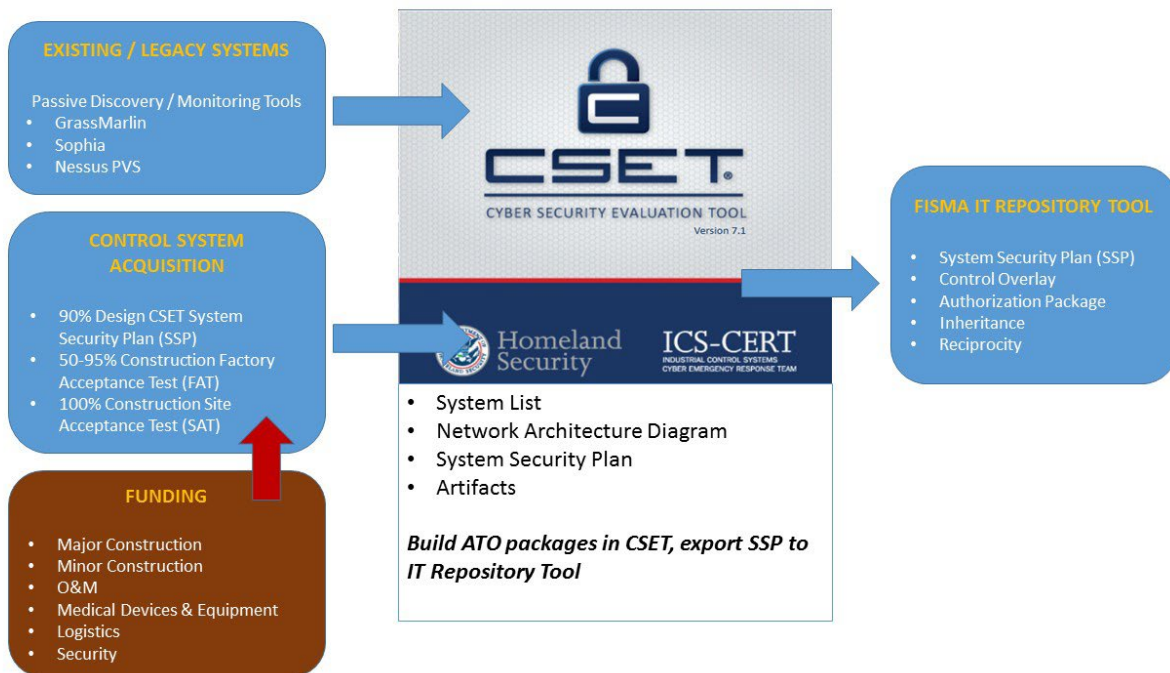 EXISTING / LEGACY SYSTEMS
Passive Discovery / Monitoring Tools
• GrassMarlin
• Sophia
• Nessus PVS
CONTROL SYSTEM
ACQUISITION
• 90% Design CSET System
Security Plan (SSP)
• 50-95% Construction Factory
Acceptance Test (FAT)
• 100% Construction Site
Acceptance Test (SAT)
FUNDING
• Major Construction
• Minor Construction
• O&M
• Medical Devices & Equipment
• Logistics
• Security
C
CSET®
CYBER SECURITY EVALUATION TOOL
Version 7.1
Homeland
Security
ICS-CERT
INDUSTRIAL CONTROL SYSTEMS
CYBER EMERGENCY RESPONSE TEAM
• System List
• Network Architecture Diagram
• System Security Plan
• Artifacts
Build ATO packages in CSET, export SSP to
IT Repository Tool
FISMA IT REPOSITORY TOOL
• System Security Plan (SSP)
• Control Overlay
• Authorization Package
• Inheritance
• Reciprocity